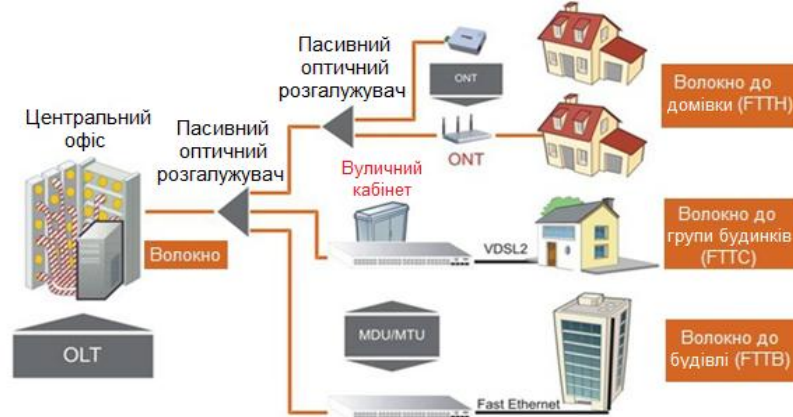 Пасивний
оптичний
розгалужувач
ONT
Волокно до
домівки (FTTH)
Центральний
офіс
Пасивний
оптичний
розгалужувач
ONT
Вуличний
кабінет
Волокно
VDSL2
Волокно до
групи будинків
(FTTC)
OLT
MDU/MTU
Волокно до
будівлі (FTTB)
Fast Ethernet